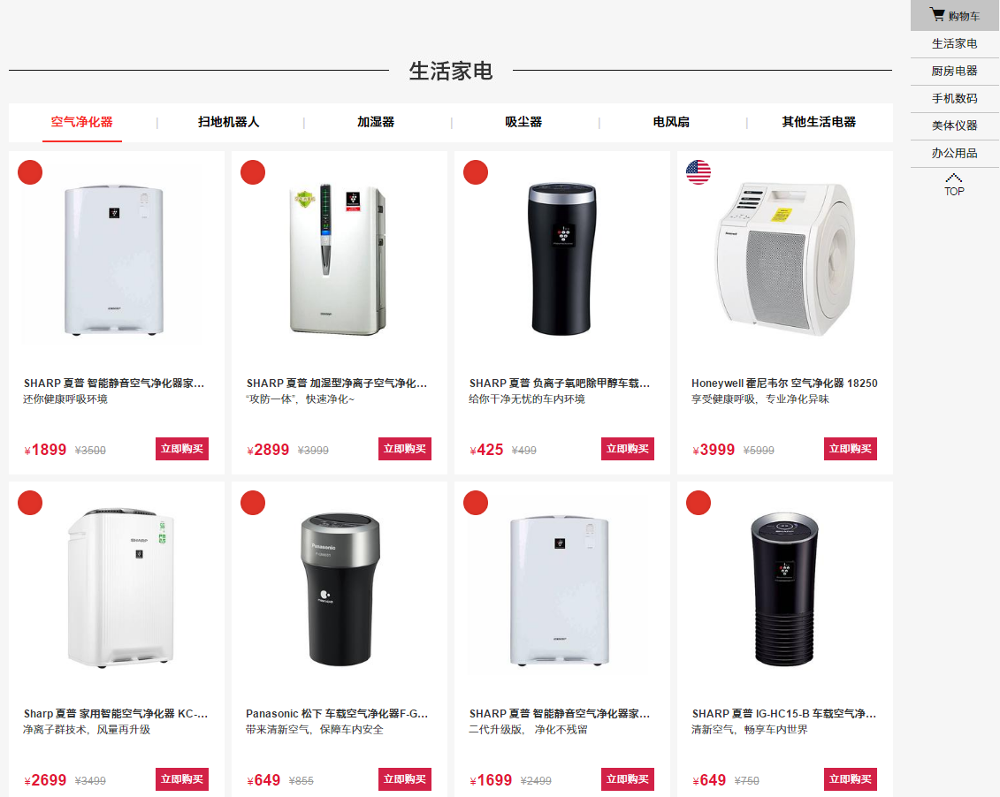 购物车
生活家电
厨房电器
手机数码
美体仪器
办公用品
TOP
生活家电
空气净化器 扫地机器人 加湿器 吸尘器 电风扇 其他生活电器
SHARP 夏普 智能静音空气净化器家…
还你健康呼吸环境
¥1899 ¥3500 立即购买
SHARP 夏普 加湿型净离子空气净化…
“攻防一体”，快速净化~
¥2899 ¥3999 立即购买
SHARP 夏普 负离子氧吧除甲醇车载…
给你干净无忧的车内环境
¥425 ¥499 立即购买
Honeywell 霍尼韦尔 空气净化器 18250
享受健康呼吸，专业净化异味
¥3999 ¥5999 立即购买
SHARP
Sharp 夏普 家用智能空气净化器 KC-…
净离子群技术，风量再升级
¥2699 ¥3499 立即购买
Panasonic
Panasonic 松下 车载空气净化器F-G…
带来清新空气，保障车内安全
¥649 ¥855 立即购买
SHARP 夏普 智能静音空气净化器家…
二代升级版， 净化不残留
¥1699 ¥2499 立即购买
SHARP 夏普 IG-HC15-B 车载空气净…
清新空气，畅享车内世界
¥649 ¥750 立即购买